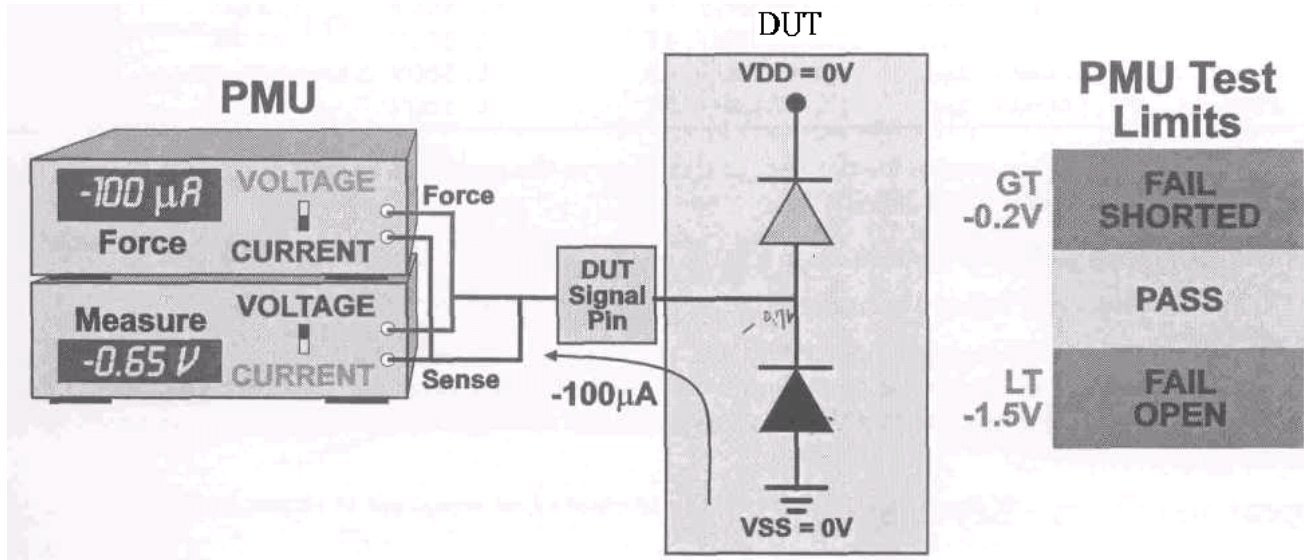 DUT
VDD = 0V
PMU
PMU Test
Limits
-100 µA
VOLTAGE
Force
CURRENT
Force
GT
-0.2V
FAIL
SHORTED
DUT
Signal
Pin
PASS
VOLTAGE
Measure
-0.65 V
CURRENT
Sense
-100µA
LT
-1.5V
FAIL
OPEN
VSS = 0V